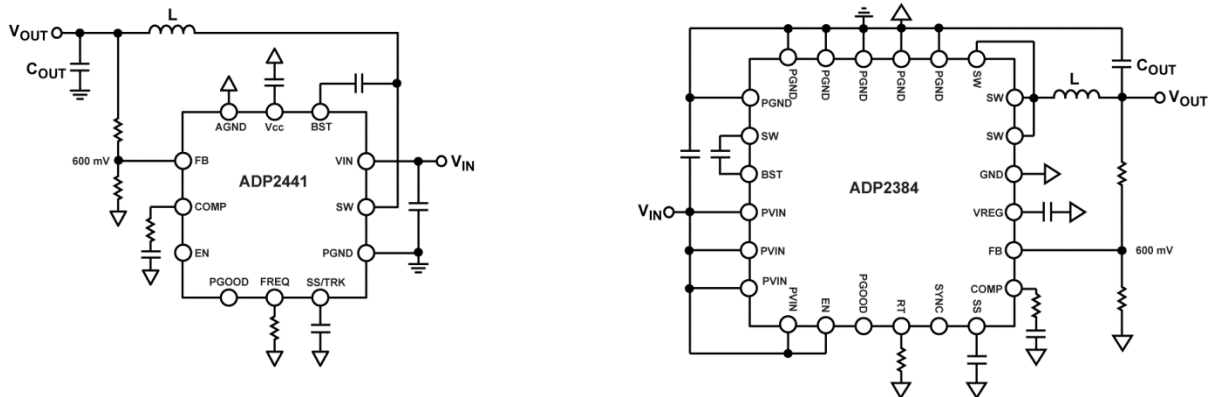 VOUT
L
COUT
AGND
Vcc
BST
600 mV
FB
VIN
VIN
ADP2441
COMP
SW
EN
PGND
PGOOD
FREQ
SS/TRK
PGND
PGND
PGND
PGND
PGND
SW
COUT
PGND
SW
L
VOUT
SW
SW
BST
ADP2384
GND
VIN
PVIN
VREG
PVIN
FB
600 mV
PVIN
COMP
PVIN
EN
PGOOD
RT
SYNC
SS